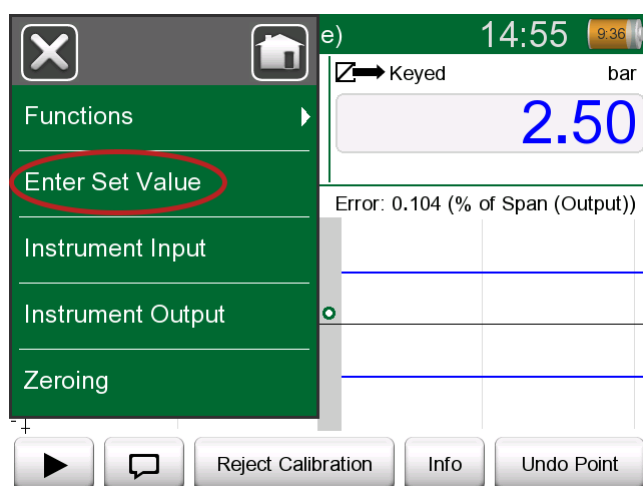 e) 14:55 9:36
Keyed bar
2.50
Functions
Enter Set Value
Error: 0.104 (% of Span (Output))
Instrument Input
Instrument Output
Zeroing
Reject Calibration Info Undo Point